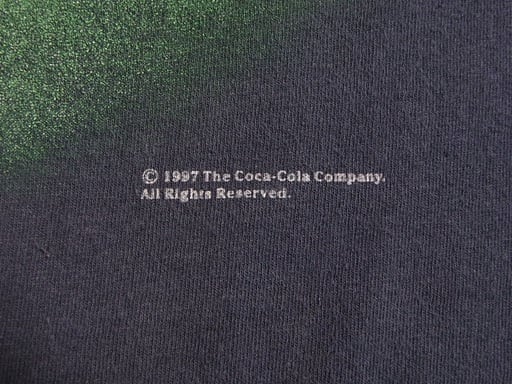 © 1997 The Coca-Cola Company.
All Rights Reserved.